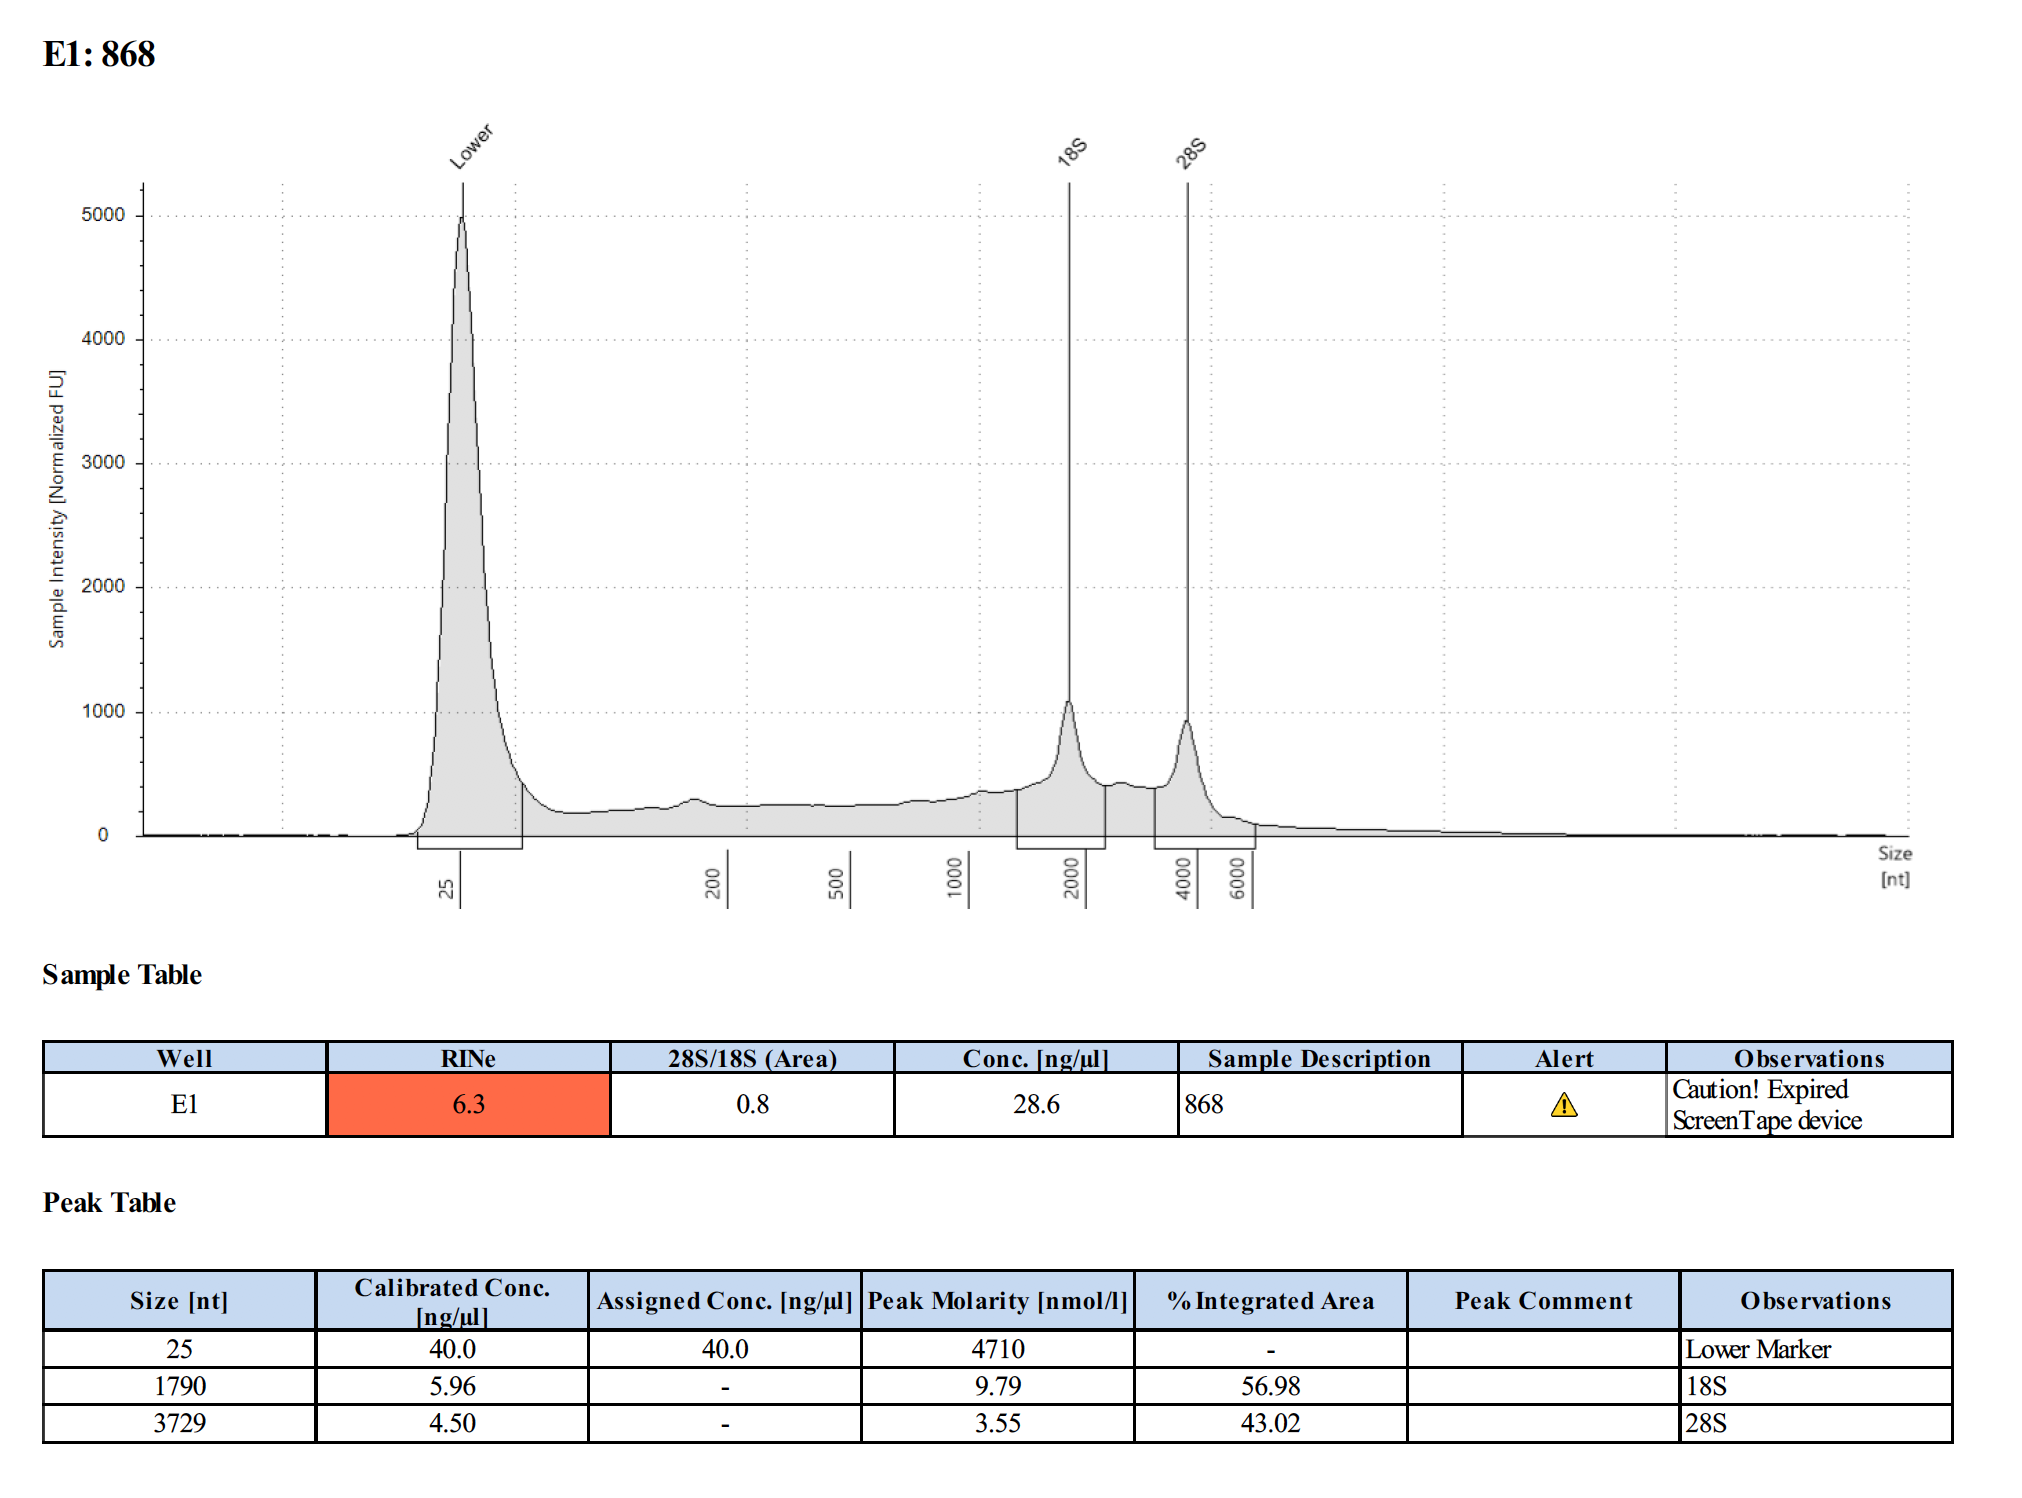 E1: 868
Lower
18S
28S
Sample Intensity [Normalized FU]
5000
4000
3000
2000
1000
0
25
200
500
1000
2000
4000
6000
Size
[nt]
Sample Table
Well RINe 28S/18S (Area) Conc. [ng/µl] Sample Description Alert Observations
E1 6.3 0.8 28.6 868 Caution! Expired
ScreenTape device
Peak Table
Size [nt] Calibrated Conc. [ng/µl] Assigned Conc. [ng/µl] Peak Molarity [nmol/l] % Integrated Area Peak Comment Observations
25 40.0 40.0 4710 - Lower Marker
1790 5.96 - 9.79 56.98 18S
3729 4.50 - 3.55 43.02 28S